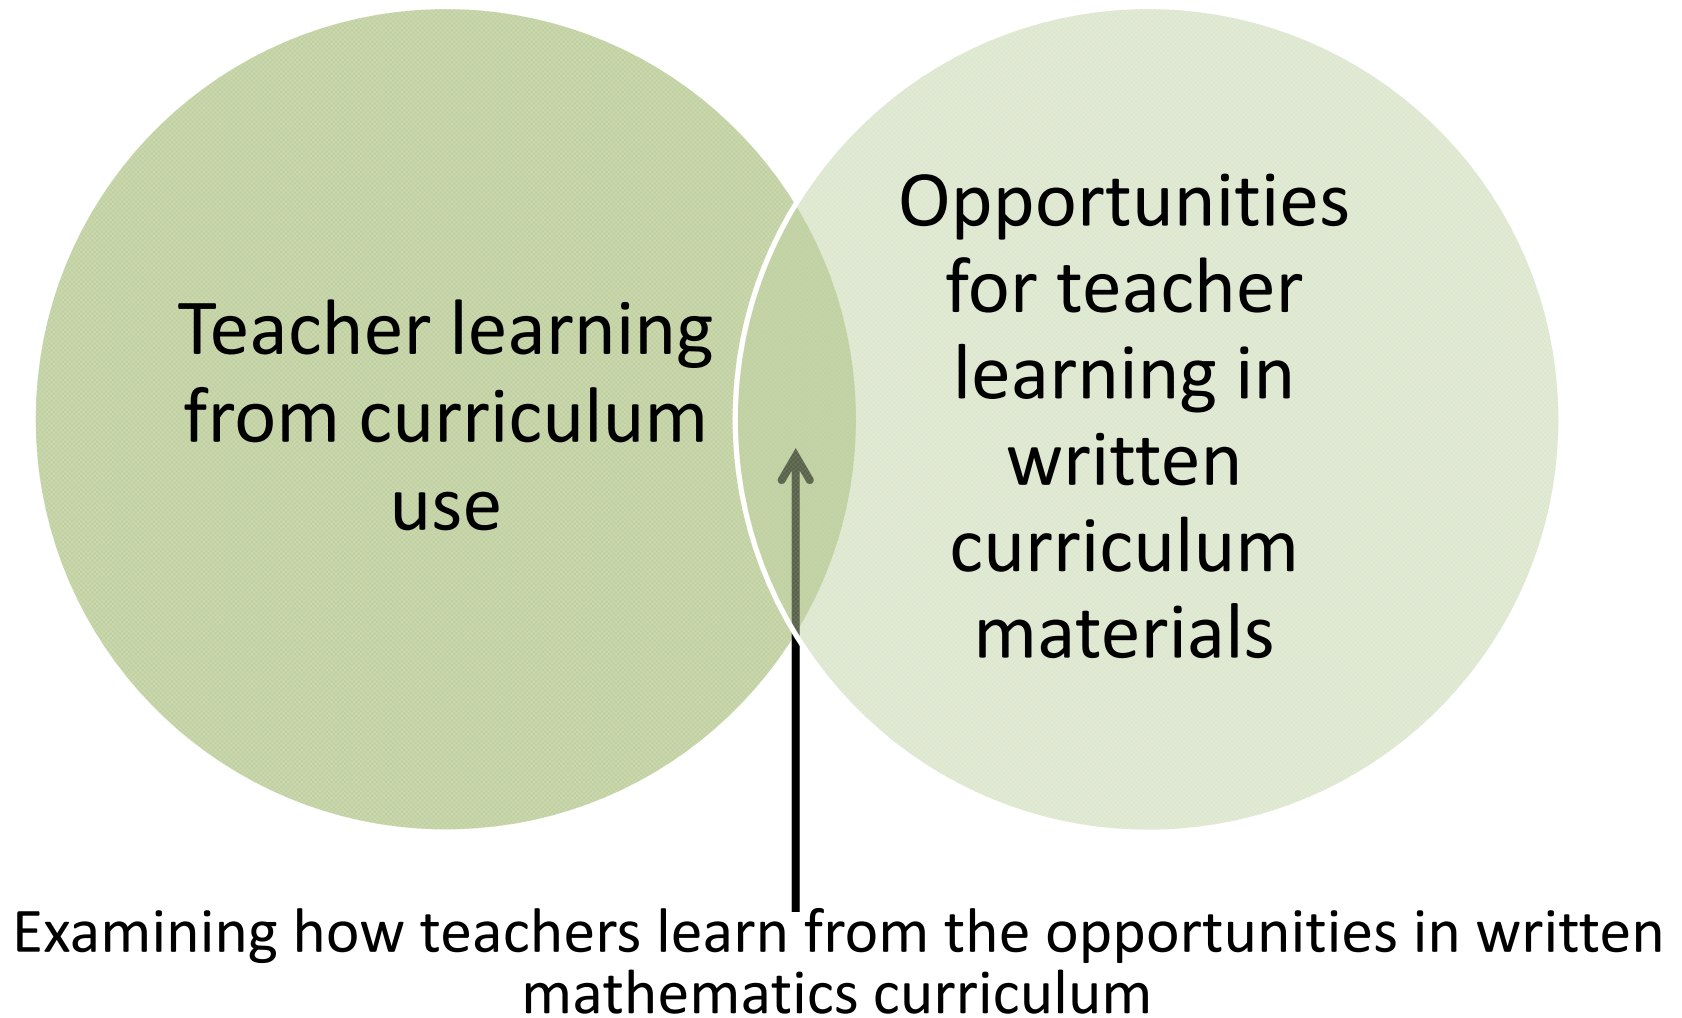 Teacher learning
from curriculum
use
Opportunities
for teacher
learning in
written
curriculum
materials
Examining how teachers learn from the opportunities in written
mathematics curriculum